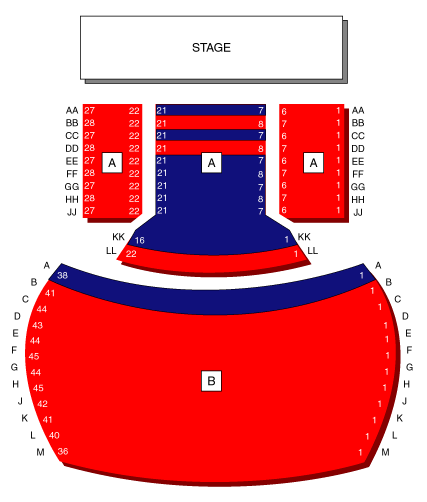 STAGE
AA 27 22 21 7 6 1 AA
BB 28 22 21 8 7 1 BB
CC 27 22 21 7 6 1 CC
DD 28 22 21 8 7 1 DD
A A A
EE 27 22 21 7 6 1 EE
FF 28 22 21 8 7 1 FF
GG 27 22 21 7 6 1 GG
HH 28 22 21 8 7 1 HH
JJ 27 22 21 7 6 1 JJ
KK 16 1 KK
LL 22 1 LL
A 38 1 A
B 41 1 B
C 44 1 C
D 43 1 D
E 44 1 E
F 45 1 F
G 44 1 G
B
H 45 1 H
J 42 1 J
K 41 1 K
L 40 1 L
M 36 1 M